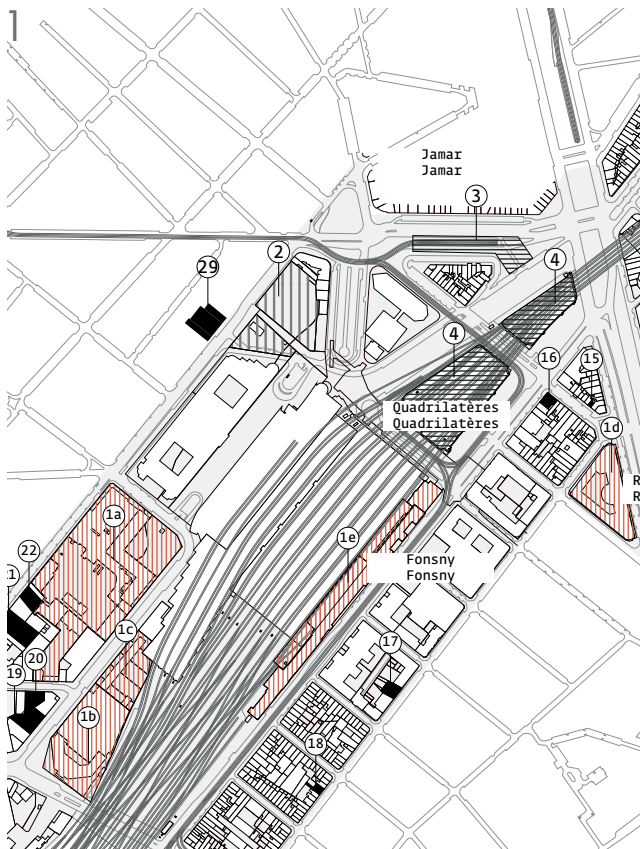 ]
Jamar
Jamar
3
2
4
29
4
16
15
Quadrilatères
Quadrilatères
1d
R
R
1a
1e
22
Fonsny
Fonsny
1
1c
17
20
19
1b
18